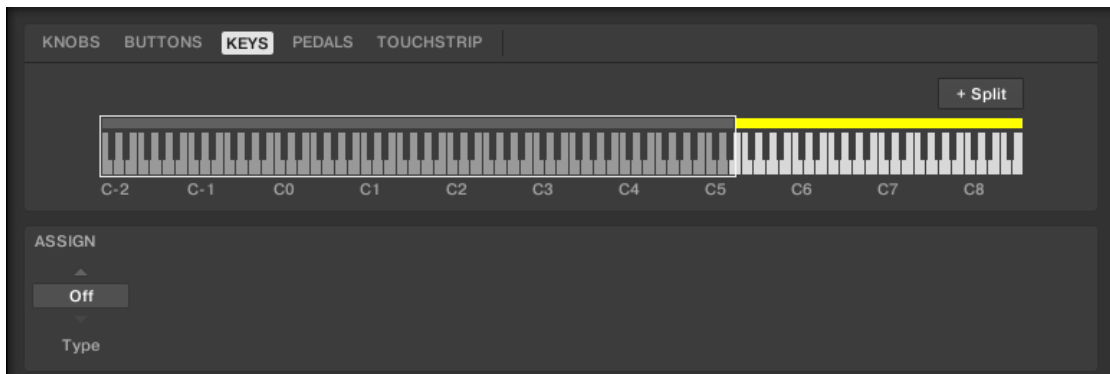 KNOBS BUTTONS KEYS PEDALS TOUCHSTRIP
+ Split
C-2 C-1 C0 C1 C2 C3 C4 C5 C6 C7 C8
ASSIGN
Off
Type